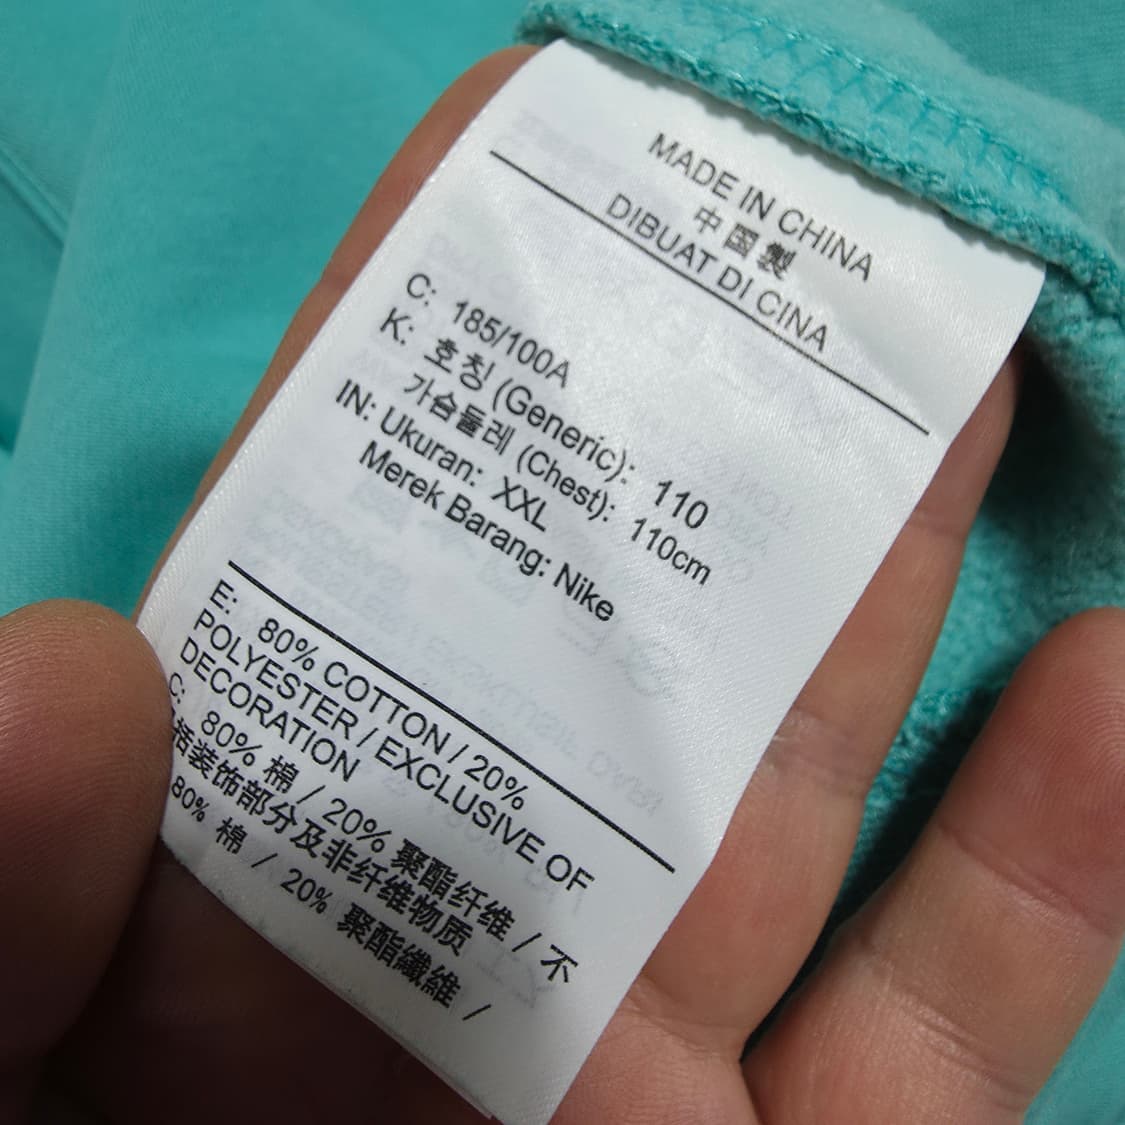 MADE IN CHINA
中国製
DIBUAT DI CINA
C: 185/100A
K: 호칭 (Generic): 110
가슴둘레 (Chest): 110cm
IN: Ukuran: XXL
Merek Barang: Nike
E: 80% COTTON / 20%
POLYESTER / EXCLUSIVE OF
DECORATION
C: 80% 棉 / 20% 聚酯纤维 / 不
括装饰部分及非纤维物质
80% 棉 / 20% 聚酯纖維 /